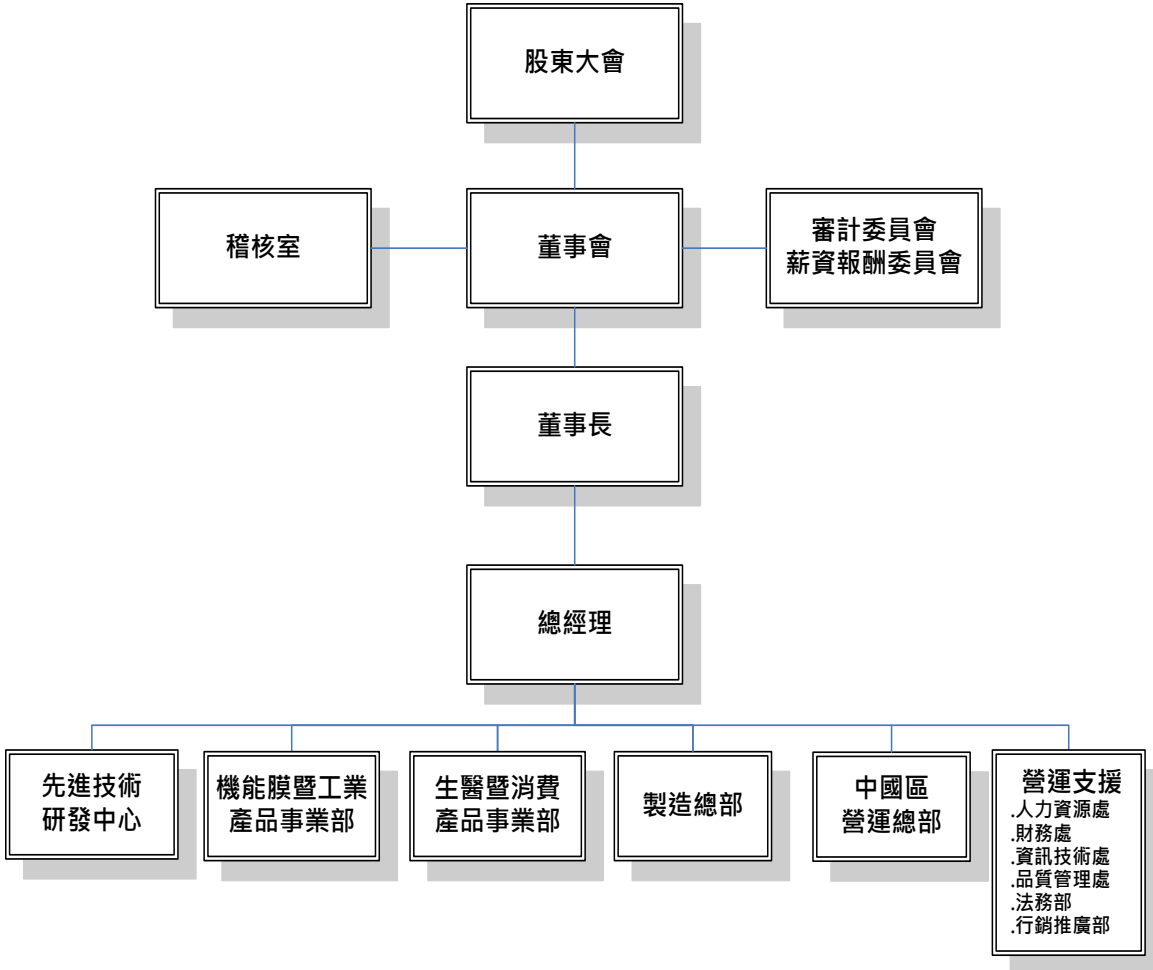 股東大會
稽核室
董事會
審計委員會
薪資報酬委員會
董事長
總經理
先進技術
研發中心
機能膜暨工業
產品事業部
生醫暨消費
產品事業部
製造總部
中國區
營運總部
營運支援
.人力資源處
.財務處
.資訊技術處
.品質管理處
.法務部
.行銷推廣部